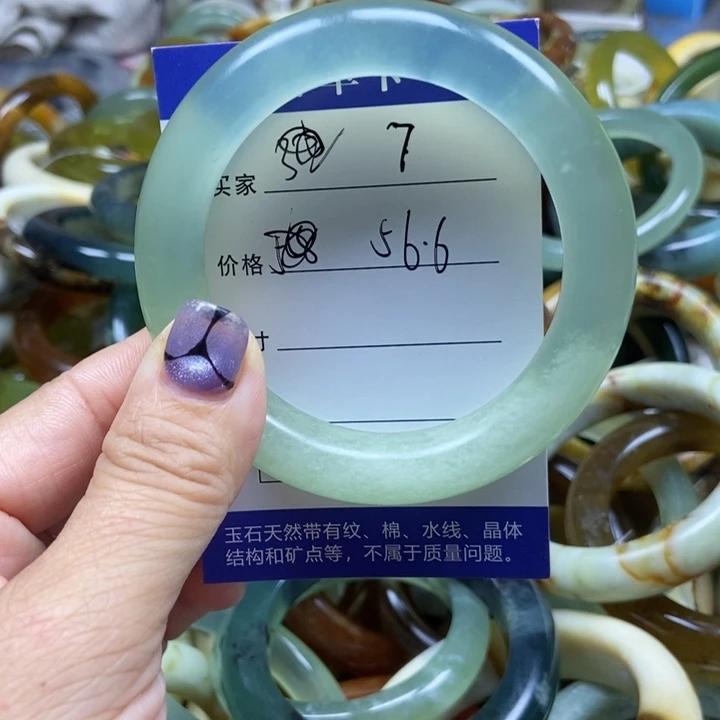 买家 7
价格 56.6
寸
玉石天然带有纹、棉、水线、晶体
结构和矿点等，不属于质量问题。